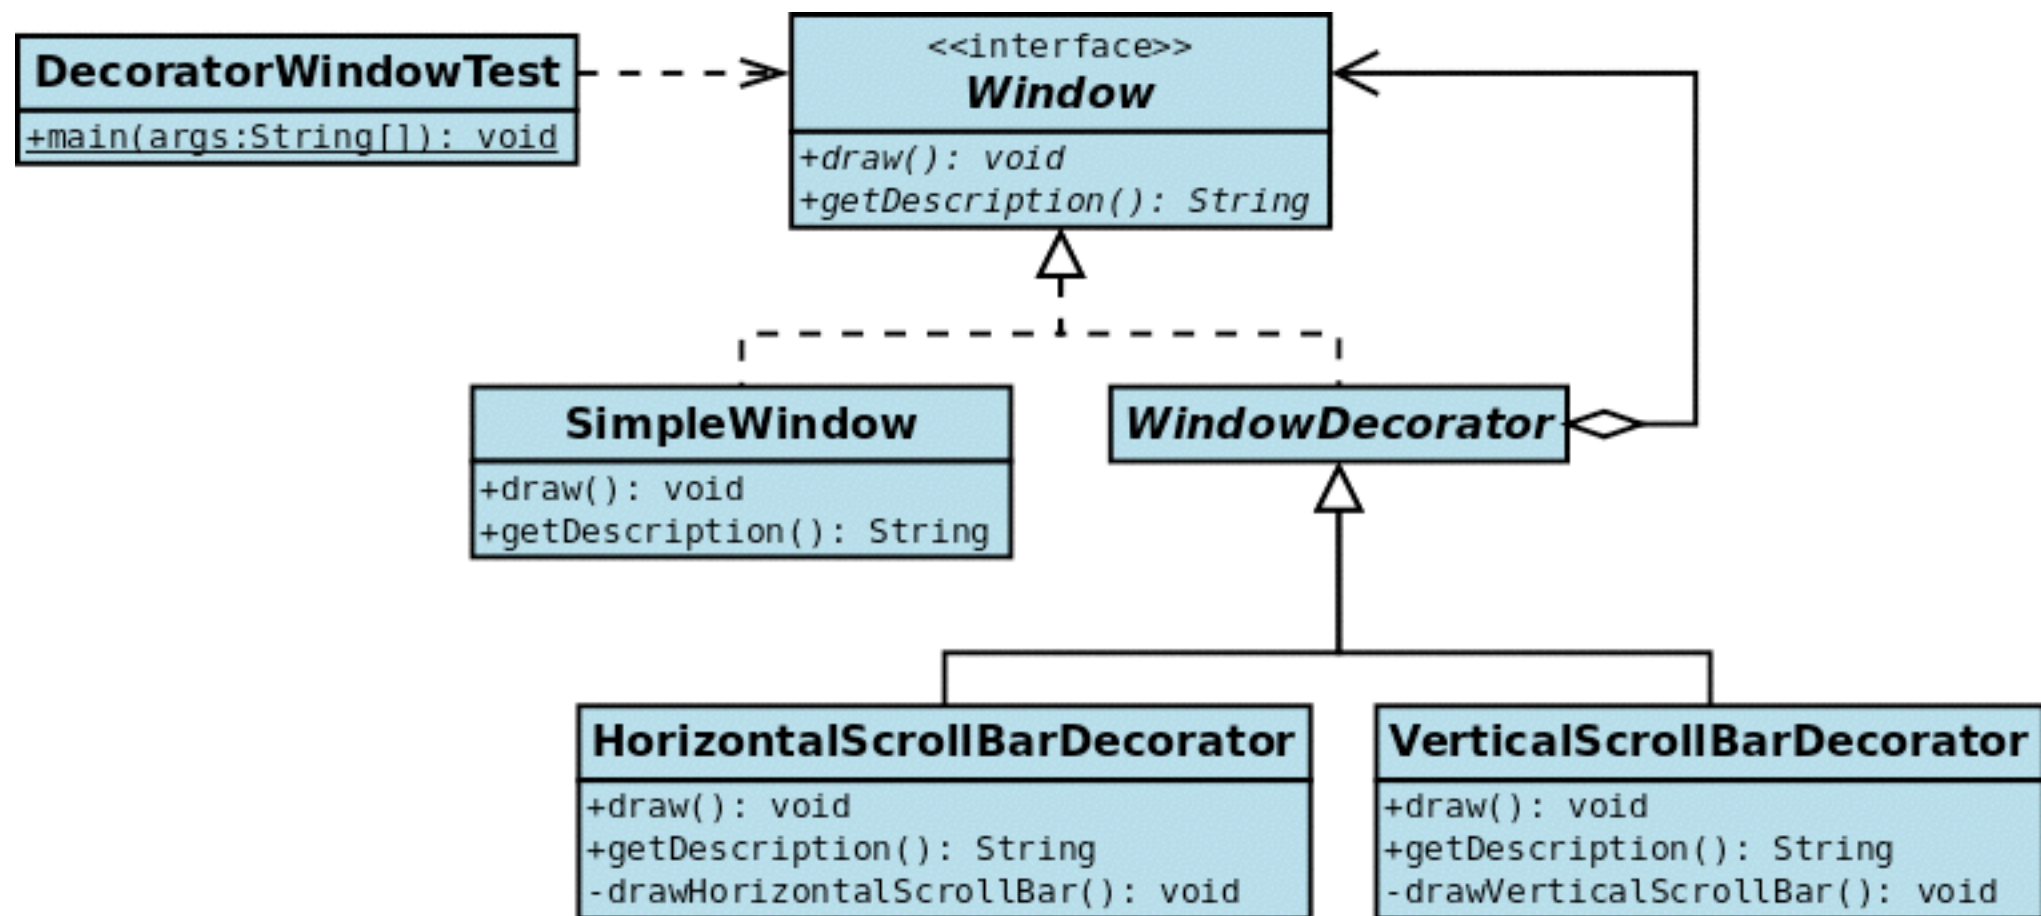 DecoratorWindowTest
+main(args:String[]): void
<<interface>>
Window
+draw(): void
+getDescription(): String
SimpleWindow
+draw(): void
+getDescription(): String
WindowDecorator
HorizontalScrollBarDecorator
+draw(): void
+getDescription(): String
-drawHorizontalScrollBar(): void
VerticalScrollBarDecorator
+draw(): void
+getDescription(): String
-drawVerticalScrollBar(): void